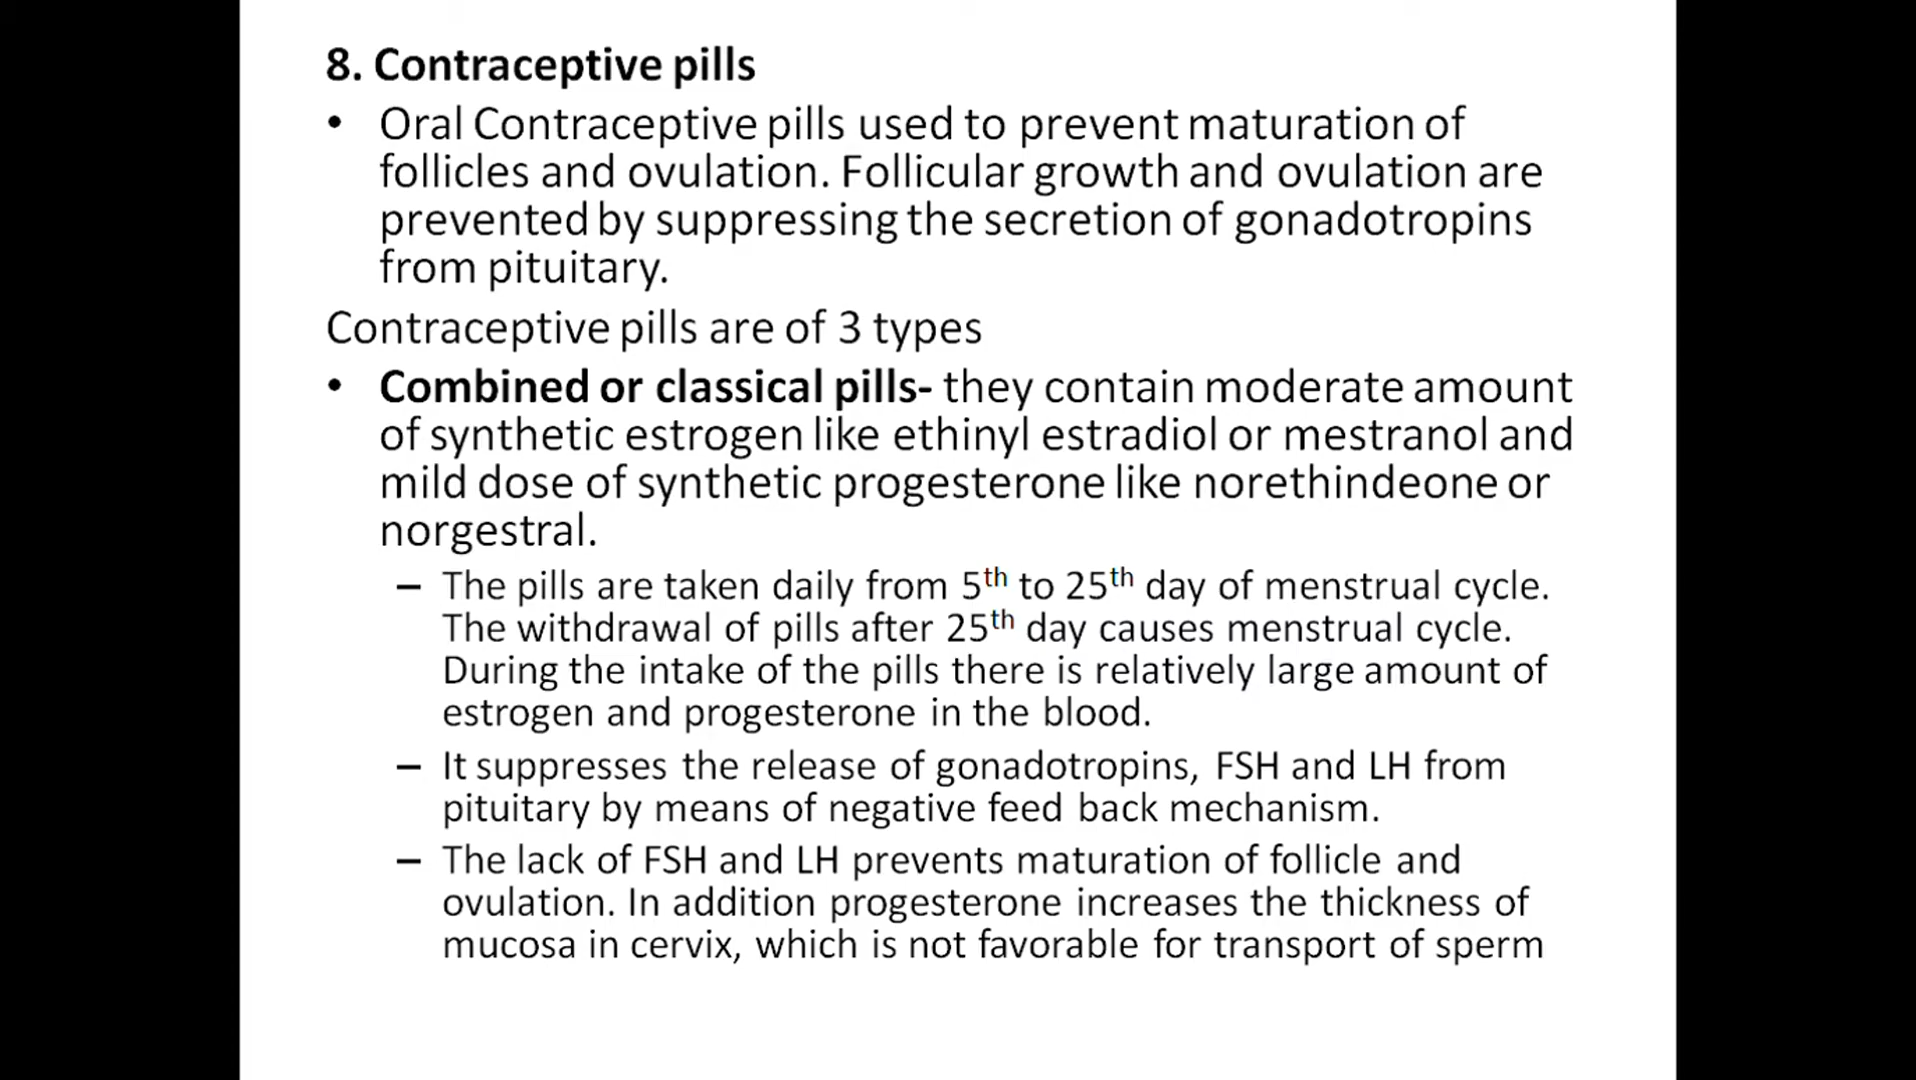 8. Contraceptive pills
• Oral Contraceptive pills used to prevent maturation of
follicles and ovulation. Follicular growth and ovulation are
prevented by suppressing the secretion of gonadotropins
from pituitary.
Contraceptive pills are of 3 types
• Combined or classical pills- they contain moderate amount
of synthetic estrogen like ethinyl estradiol or mestranol and
mild dose of synthetic progesterone like norethindeone or
norgestral.
– The pills are taken daily from 5th to 25th day of menstrual cycle.
The withdrawal of pills after 25th day causes menstrual cycle.
During the intake of the pills there is relatively large amount of
estrogen and progesterone in the blood.
– It suppresses the release of gonadotropins, FSH and LH from
pituitary by means of negative feed back mechanism.
– The lack of FSH and LH prevents maturation of follicle and
ovulation. In addition progesterone increases the thickness of
mucosa in cervix, which is not favorable for transport of sperm